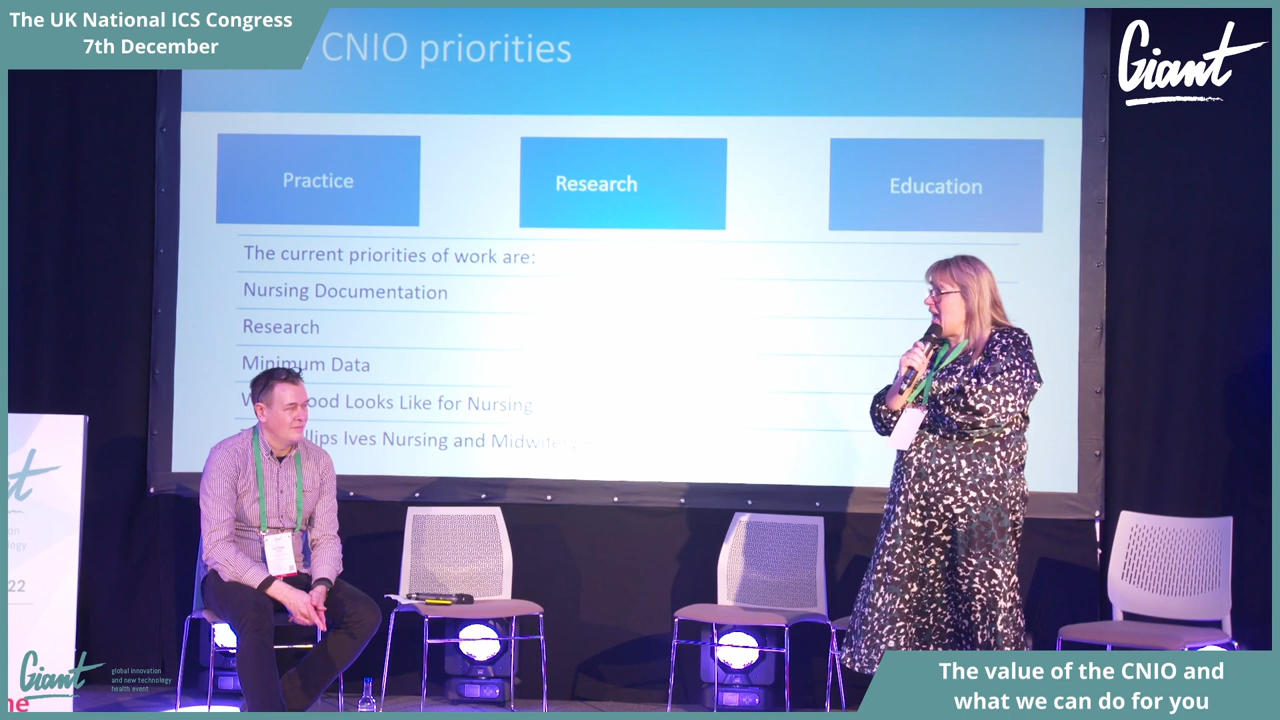 The UK National ICS Congress
7th December
Giant
CNIO priorities
Practice
Research
Education
The current priorities of work are:
Nursing Documentation
Research
Minimum Data
Good Looks Like for Nursing
Ives Nursing and Midwifery
22
Giant
global innovation
and new technology
health event
The value of the CNIO and
what we can do for you